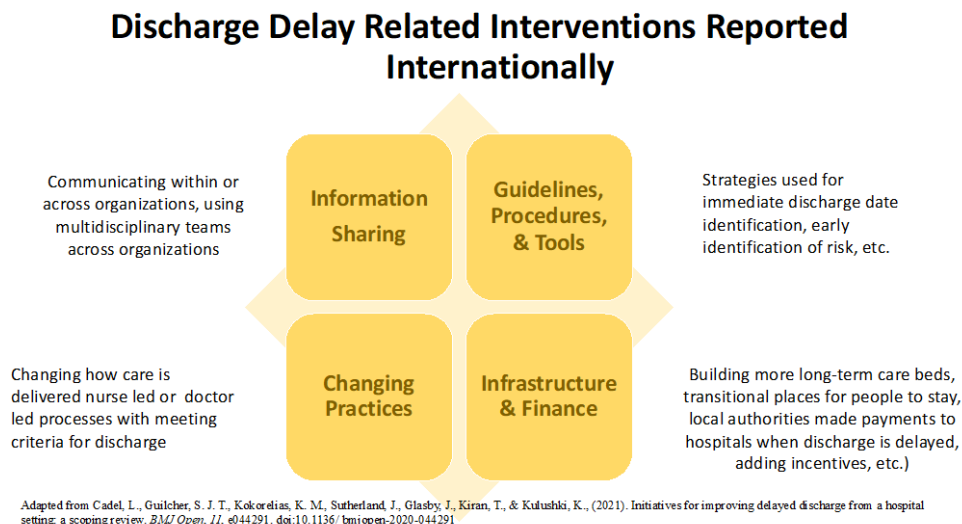 Discharge Delay Related Interventions Reported
Internationally
Communicating within or
across organizations, using
multidisciplinary teams
across organizations
Information
Sharing
Guidelines,
Procedures,
& Tools
Strategies used for
immediate discharge date
identification, early
identification of risk, etc.
Changing how care is
delivered nurse led or doctor
led processes with meeting
criteria for discharge
Changing
Practices
Infrastructure
& Finance
Building more long-term care beds,
transitional places for people to stay,
local authorities made payments to
hospitals when discharge is delayed,
adding incentives, etc.)
Adapted from Cadel, L., Guilcher, S. J. T., Kokorelias, K. M., Sutherland, J., Glasby, J., Kiran, T., & Kulushki, K., (2021). Initiatives for improving delayed discharge from a hospital
setting: a scoping review. BMJ Open, 11, e044291. doi:10.1136/ bmjopen-2020-044291